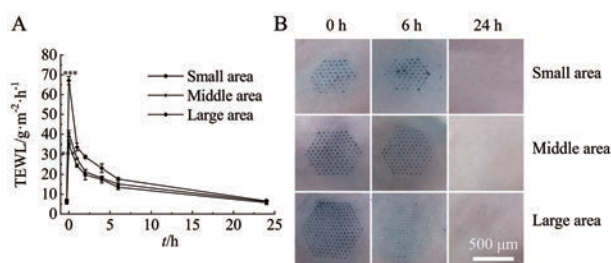 A
TEWL/g·m⁻²·h⁻¹
80
70
60
50
40
30
20
10
0
***
Small area
Middle area
Large area
0
5
10
15
20
25
t/h
B
0 h
6 h
24 h
Small area
Middle area
Large area
500 μm